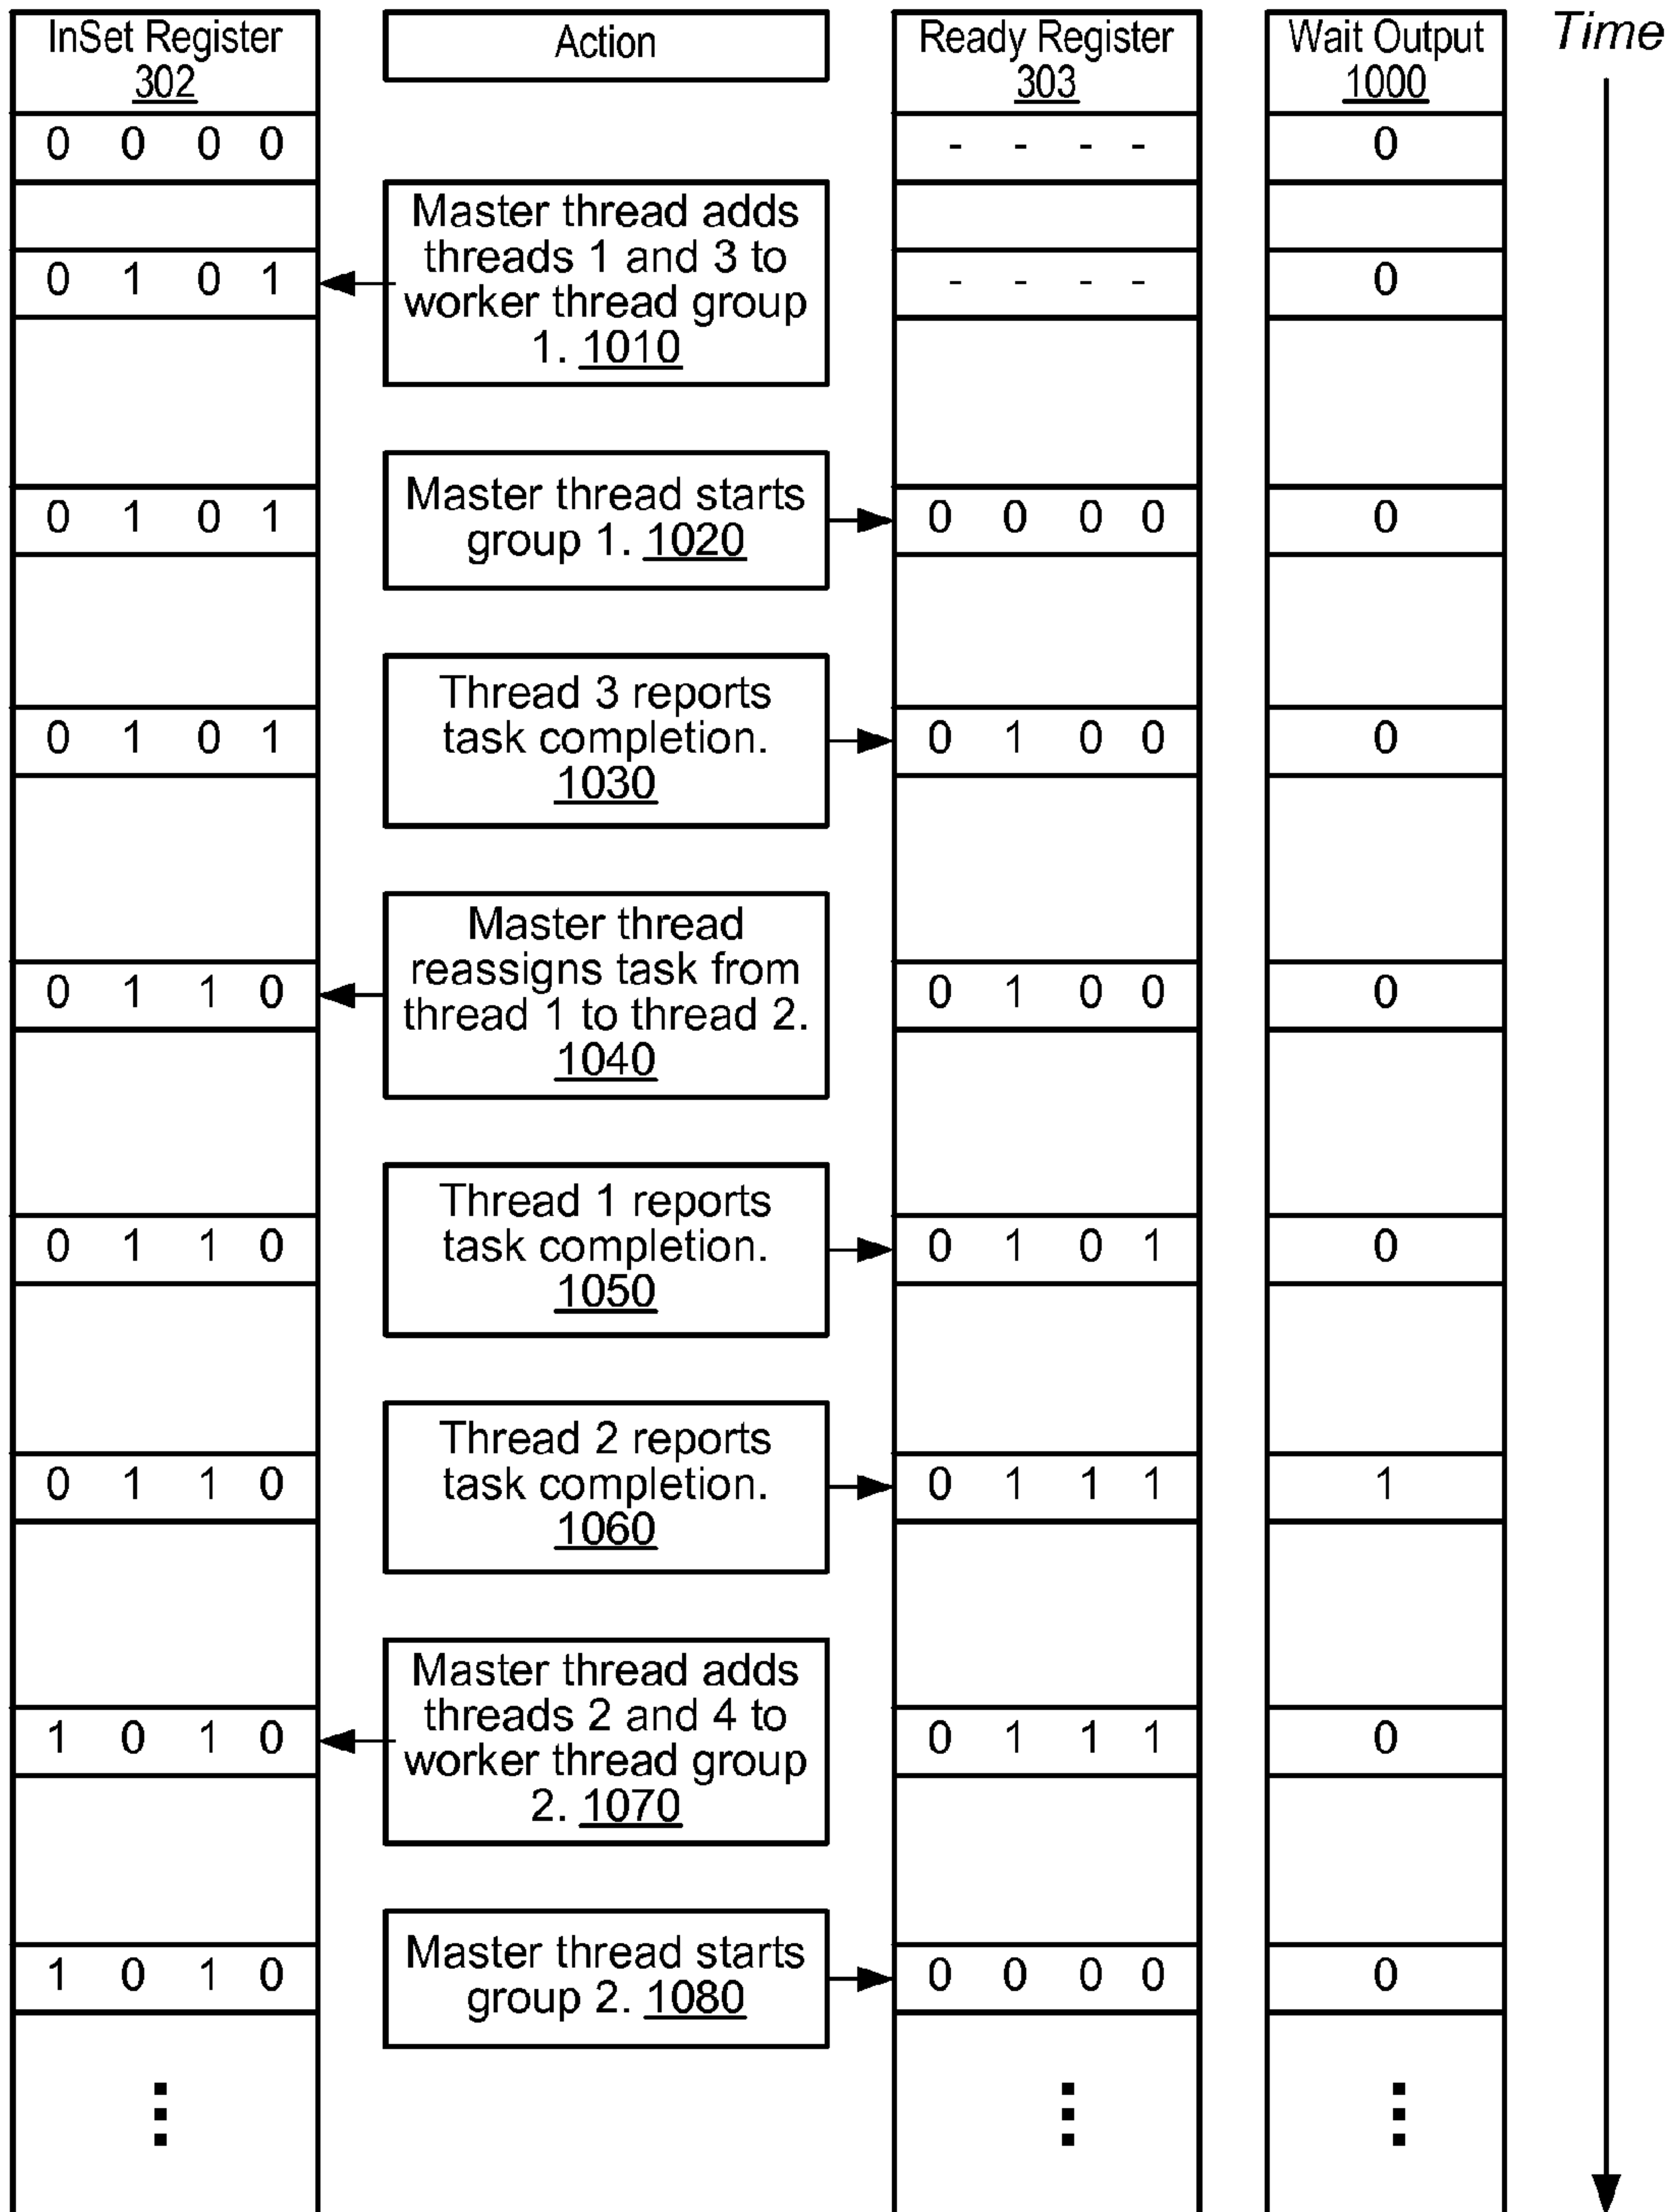 InSet Register
302
Action
Ready Register
303
Wait Output
1000
Time
0 0 0 0
- - - -
0
Master thread adds
threads 1 and 3 to
worker thread group
1. 1010
0 1 0 1
- - - -
0
Master thread starts
group 1. 1020
0 1 0 1
0 0 0 0
0
Thread 3 reports
task completion.
1030
0 1 0 1
0 1 0 0
0
Master thread
reassigns task from
thread 1 to thread 2.
1040
0 1 1 0
0 1 0 0
0
Thread 1 reports
task completion.
1050
0 1 1 0
0 1 0 1
0
Thread 2 reports
task completion.
1060
0 1 1 0
0 1 1 1
1
Master thread adds
threads 2 and 4 to
worker thread group
2. 1070
1 0 1 0
0 1 1 1
0
Master thread starts
group 2. 1080
1 0 1 0
0 0 0 0
0